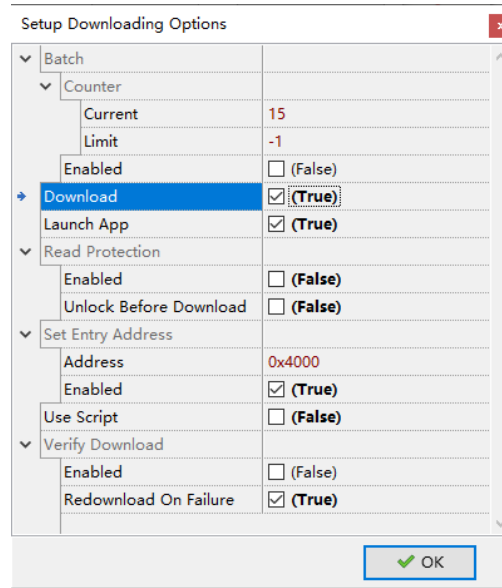 Setup Downloading Options
Batch
Counter
Current 15
Limit -1
Enabled (False)
Download (True)
Launch App (True)
Read Protection
Enabled (False)
Unlock Before Download (False)
Set Entry Address
Address 0x4000
Enabled (True)
Use Script (False)
Verify Download
Enabled (False)
Redownload On Failure (True)
OK